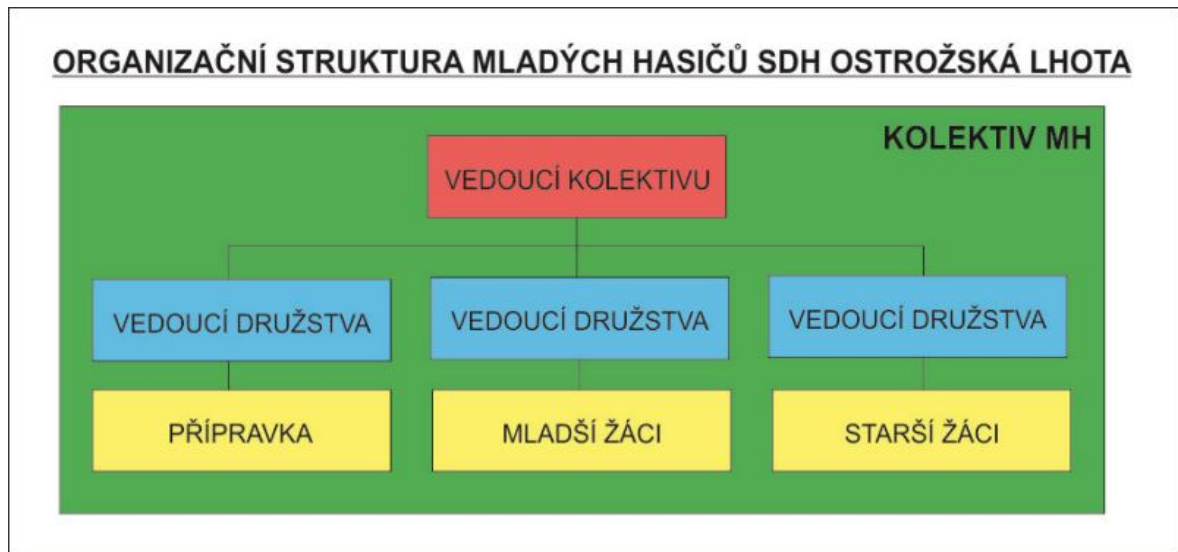 ORGANIZAČNÍ STRUKTURA MLADÝCH HASIČŮ SDH OSTROŽSKÁ LHOTA
KOLEKTIV MH
VEDOUCÍ KOLEKTIVU
VEDOUCÍ DRUŽSTVA
VEDOUCÍ DRUŽSTVA
VEDOUCÍ DRUŽSTVA
PŘÍPRAVKA
MLADŠÍ ŽÁCI
STARŠÍ ŽÁCI